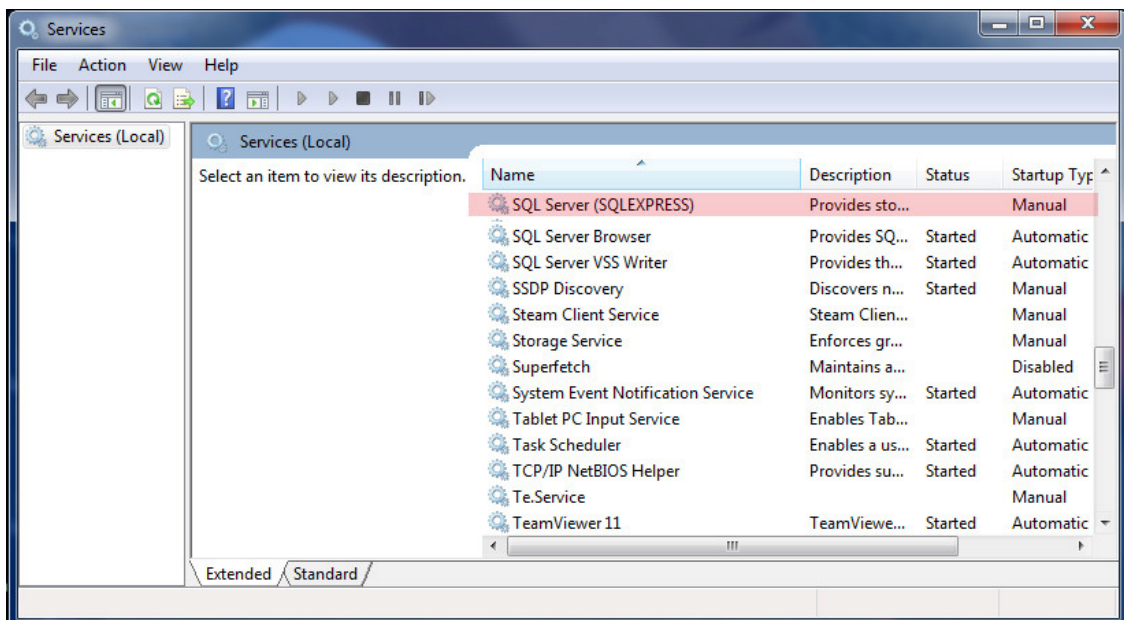 Services
File Action View Help
Services (Local)
Services (Local)
Select an item to view its description.
Name Description Status Startup Typ
SQL Server (SQLEXPRESS) Provides sto... Manual
SQL Server Browser Provides SQ... Started Automatic
SQL Server VSS Writer Provides th... Started Automatic
SSDP Discovery Discovers n... Started Manual
Steam Client Service Steam Clien... Manual
Storage Service Enforces gr... Manual
Superfetch Maintains a... Disabled
System Event Notification Service Monitors sy... Started Automatic
Tablet PC Input Service Enables Tab... Manual
Task Scheduler Enables a us... Started Automatic
TCP/IP NetBIOS Helper Provides su... Started Automatic
Te.Service Manual
TeamViewer 11 TeamViewe... Started Automatic
Extended Standard